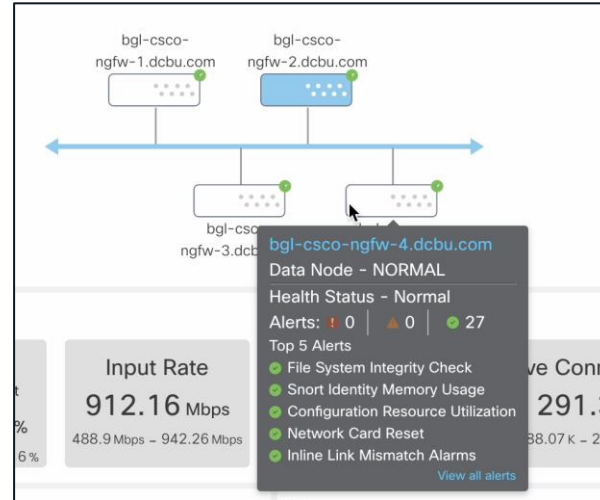 bgl-csco-
ngfw-1.dcbu.com
bgl-csco-
ngfw-2.dcbu.com
bgl-csc
ngfw-3.dcb
bgl-csco-ngfw-4.dcbu.com
Data Node - NORMAL
Health Status - Normal
Alerts: 0 | 0 | 27
Top 5 Alerts
File System Integrity Check
Snort Identity Memory Usage
Configuration Resource Utilization
Network Card Reset
Inline Link Mismatch Alarms
View all alerts
%
6 %
Input Rate
912.16 Mbps
488.9 Mbps - 942.26 Mbps
ve Conn
291.
88.07 K - 2